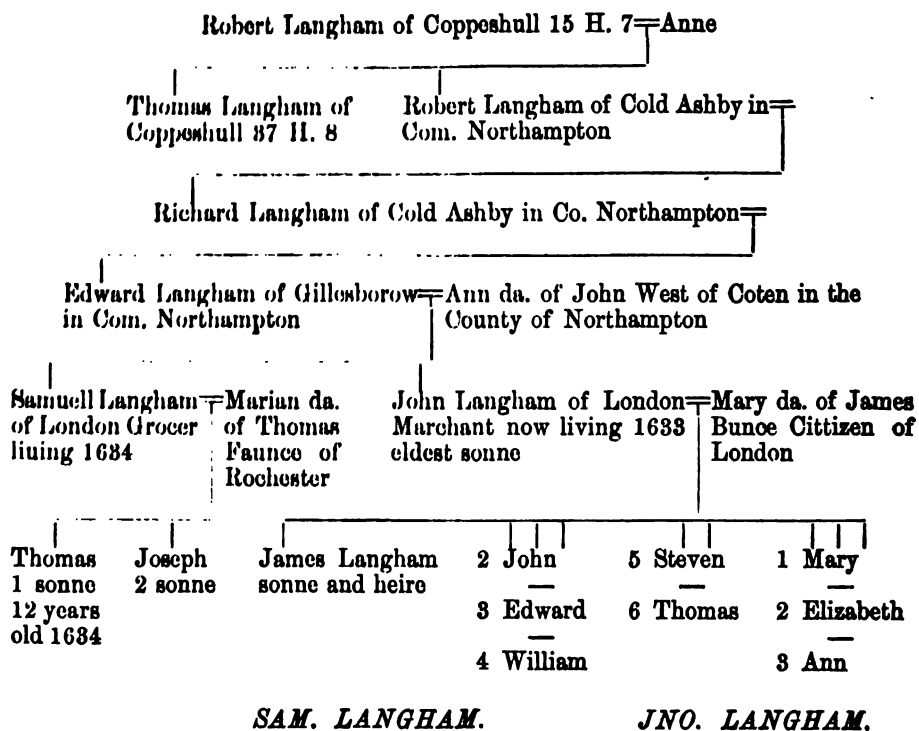 Robert Langham of Coppeshull 15 H. 7=Anne
Thomas Langham of
Coppeshull 37 H. 8
Robert Langham of Cold Ashby in=
Com. Northampton
Richard Langham of Cold Ashby in Co. Northampton=
Edward Langham of Gillesborow=Ann da. of John West of Coten in the
in Com. Northampton
County of Northampton
Samuell Langham=Marian da.
of London Grocer
liuing 1634
of Thomas
Faunce of
Rochester
John Langham of London=Mary da. of James
Marchant now living 1633
eldest sonne
Bunce Cittizen of
London
Thomas
1 sonne
12 years
old 1634
Joseph
2 sonne
James Langham
sonne and heire
2 John
3 Edward
4 William
5 Steven
6 Thomas
1 Mary
2 Elizabeth
3 Ann
SAM. LANGHAM.
JNO. LANGHAM.